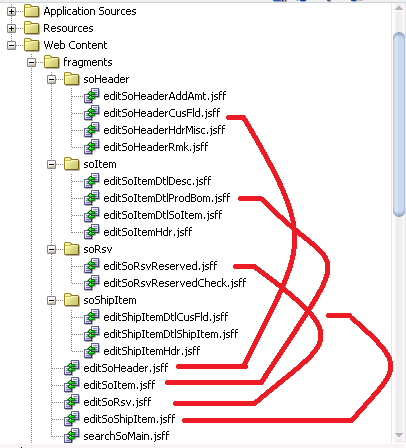 Application Sources
Resources
Web Content
fragments
soHeader
editSoHeaderAddAmt.jsff
editSoHeaderCusFld.jsff
editSoHeaderHdrMisc.jsff
editSoHeaderRmk.jsff
soItem
editSoItemDtlDesc.jsff
editSoItemDtlProdBom.jsff
editSoItemDtlSoItem.jsff
editSoItemHdr.jsff
soRsv
editSoRsvReserved.jsff
editSoRsvReservedCheck.jsff
soShipItem
editShipItemDtlCusFld.jsff
editShipItemDtlShipItem.jsff
editShipItemHdr.jsff
editSoHeader.jsff
editSoItem.jsff
editSoRsv.jsff
editSoShipItem.jsff
searchSoMain.jsff